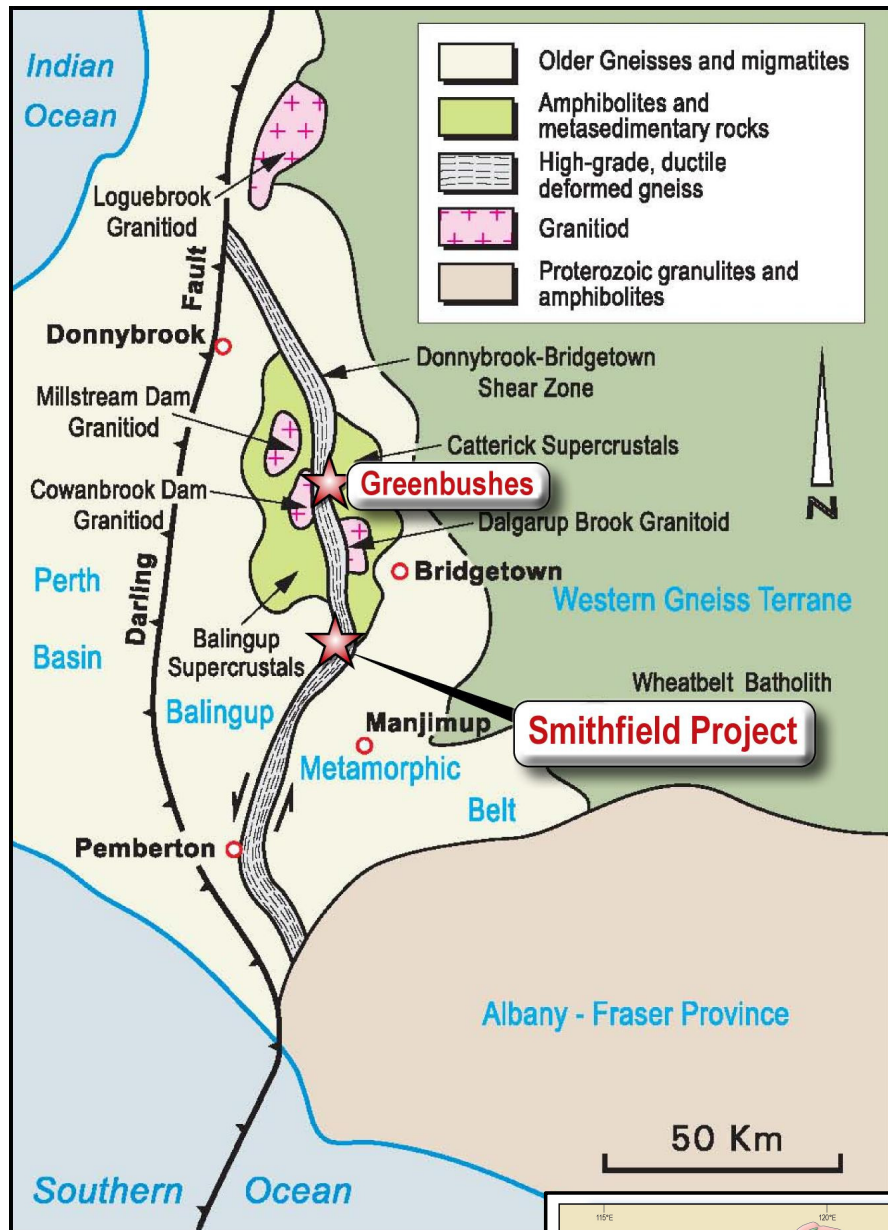 Indian
Ocean
Older Gneisses and migmatites
Amphibolites and
metasedimentary rocks
High-grade, ductile
deformed gneiss
Granitiod
Proterozoic granulites and
amphibolites
Loguebrook
Granitiod
Fault
Donnybrook
Donnybrook-Bridgetown
Shear Zone
Millstream Dam
Granitiod
Catterick Supercrustals
Greenbushes
Cowanbrook Dam
Granitiod
Dalgarup Brook Granitoid
N
Bridgetown
Perth
Basin
Darling
Western Gneiss Terrane
Balingup
Supercrustals
Wheatbelt Batholith
Balingup
Manjimup
Smithfield Project
Metamorphic
Belt
Pemberton
Albany - Fraser Province
50 Km
Southern Ocean
115°E
120°E